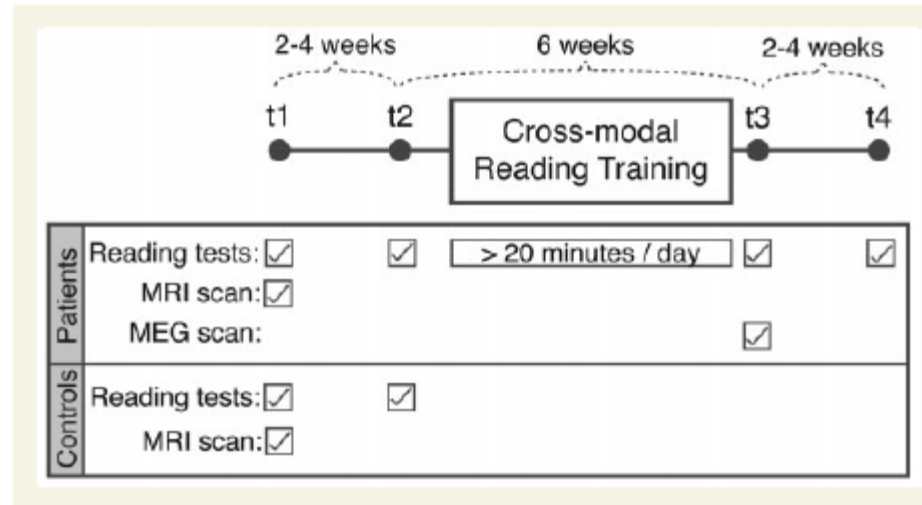 2-4 weeks 6 weeks 2-4 weeks
t1 t2 t3 t4
Cross-modal
Reading Training
Patients
Reading tests: > 20 minutes / day
MRI scan:
MEG scan:
Controls
Reading tests:
MRI scan: